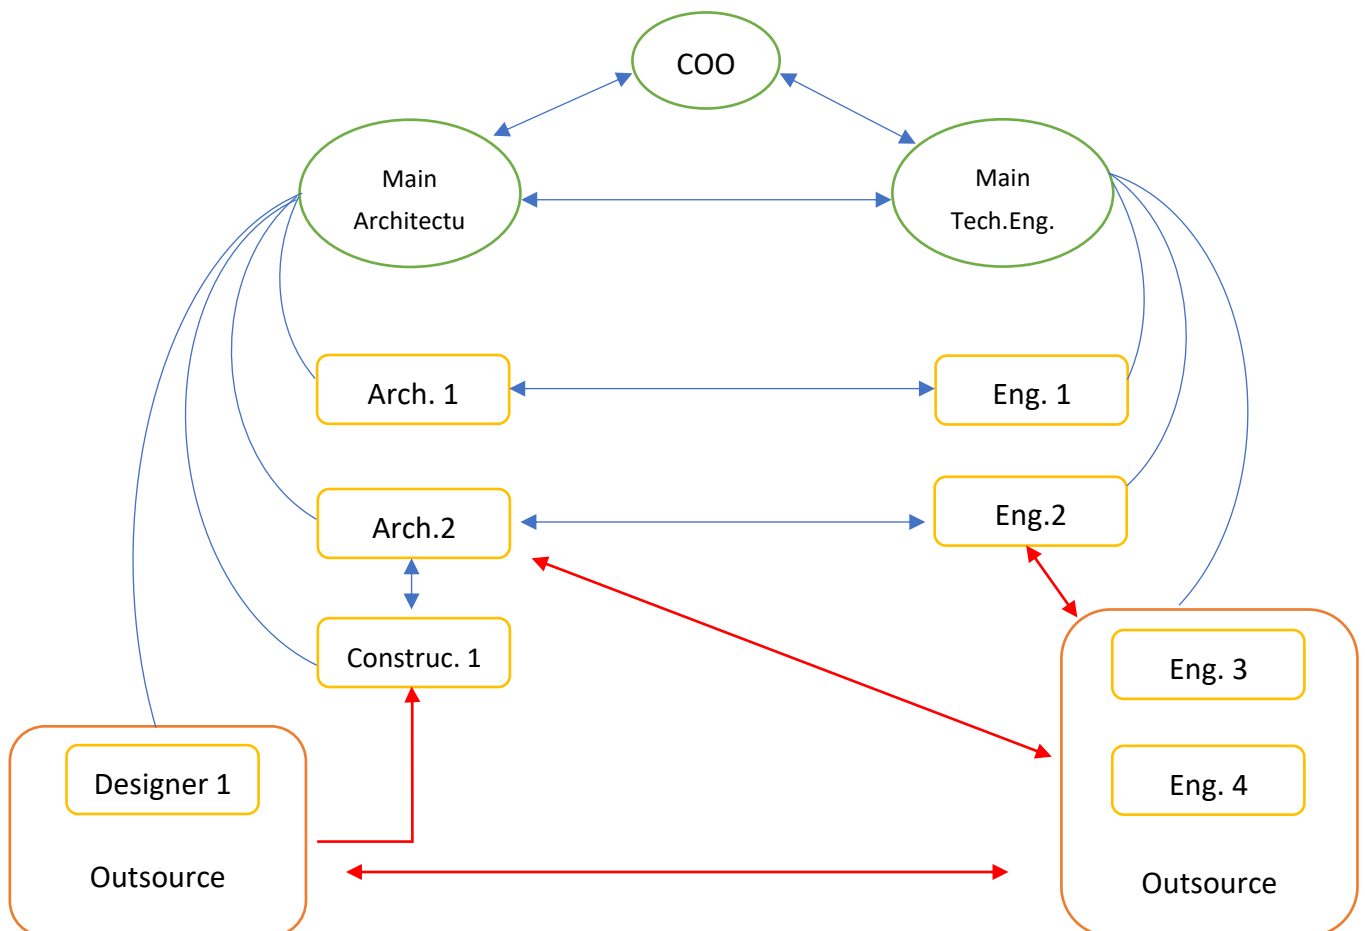 COO
Main
Architectu
Main
Tech.Eng.
Arch. 1
Eng. 1
Arch.2
Eng.2
Construc. 1
Eng. 3
Designer 1
Eng. 4
Outsource
Outsource